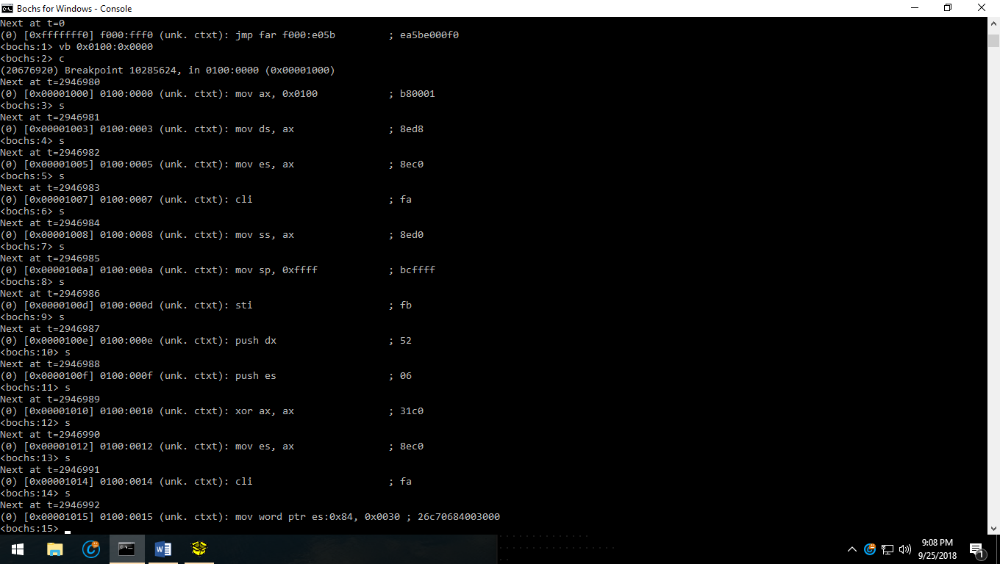 Bochs for Windows - Console
Next at t=0
(0) [0xfffffff0] f000:fff0 (unk. ctxt): jmp far f000:e05b         ; ea5be000f0
<bochs:1> vb 0x0100:0x0000
<bochs:2> c
(20676920) Breakpoint 10285624, in 0100:0000 (0x00001000)
Next at t=2946980
(0) [0x00001000] 0100:0000 (unk. ctxt): mov ax, 0x0100            ; b80001
<bochs:3> s
Next at t=2946981
(0) [0x00001003] 0100:0003 (unk. ctxt): mov ds, ax                ; 8ed8
<bochs:4> s
Next at t=2946982
(0) [0x00001005] 0100:0005 (unk. ctxt): mov es, ax                ; 8ec0
<bochs:5> s
Next at t=2946983
(0) [0x00001007] 0100:0007 (unk. ctxt): cli                       ; fa
<bochs:6> s
Next at t=2946984
(0) [0x00001008] 0100:0008 (unk. ctxt): mov ss, ax                ; 8ed0
<bochs:7> s
Next at t=2946985
(0) [0x0000100a] 0100:000a (unk. ctxt): mov sp, 0xffff            ; bcffff
<bochs:8> s
Next at t=2946986
(0) [0x0000100d] 0100:000d (unk. ctxt): sti                       ; fb
<bochs:9> s
Next at t=2946987
(0) [0x0000100e] 0100:000e (unk. ctxt): push dx                   ; 52
<bochs:10> s
Next at t=2946988
(0) [0x0000100f] 0100:000f (unk. ctxt): push es                   ; 06
<bochs:11> s
Next at t=2946989
(0) [0x00001010] 0100:0010 (unk. ctxt): xor ax, ax                ; 31c0
<bochs:12> s
Next at t=2946990
(0) [0x00001012] 0100:0012 (unk. ctxt): mov es, ax                ; 8ec0
<bochs:13> s
Next at t=2946991
(0) [0x00001014] 0100:0014 (unk. ctxt): cli                       ; fa
<bochs:14> s
Next at t=2946992
(0) [0x00001015] 0100:0015 (unk. ctxt): mov word ptr es:0x84, 0x0030 ; 26c70684003000
<bochs:15>
9:08 PM
9/25/2018
1